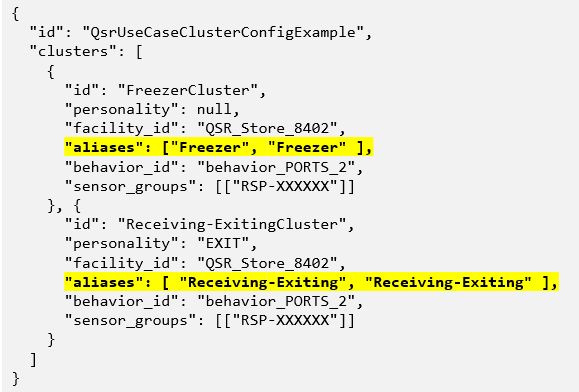 {
  "id": "QsrUseCaseClusterConfigExample",
  "clusters": [
    {
      "id": "FreezerCluster",
      "personality": null,
      "facility_id": "QSR_Store_8402",
      "aliases": ["Freezer", "Freezer" ],
      "behavior_id": "behavior_PORTS_2",
      "sensor_groups": [["RSP-XXXXXX"]]
    }, {
      "id": "Receiving-ExitingCluster",
      "personality": "EXIT",
      "facility_id": "QSR_Store_8402",
      "aliases": [ "Receiving-Exiting", "Receiving-Exiting" ],
      "behavior_id": "behavior_PORTS_2",
      "sensor_groups": [["RSP-XXXXXX"]]
    }
  ]
}